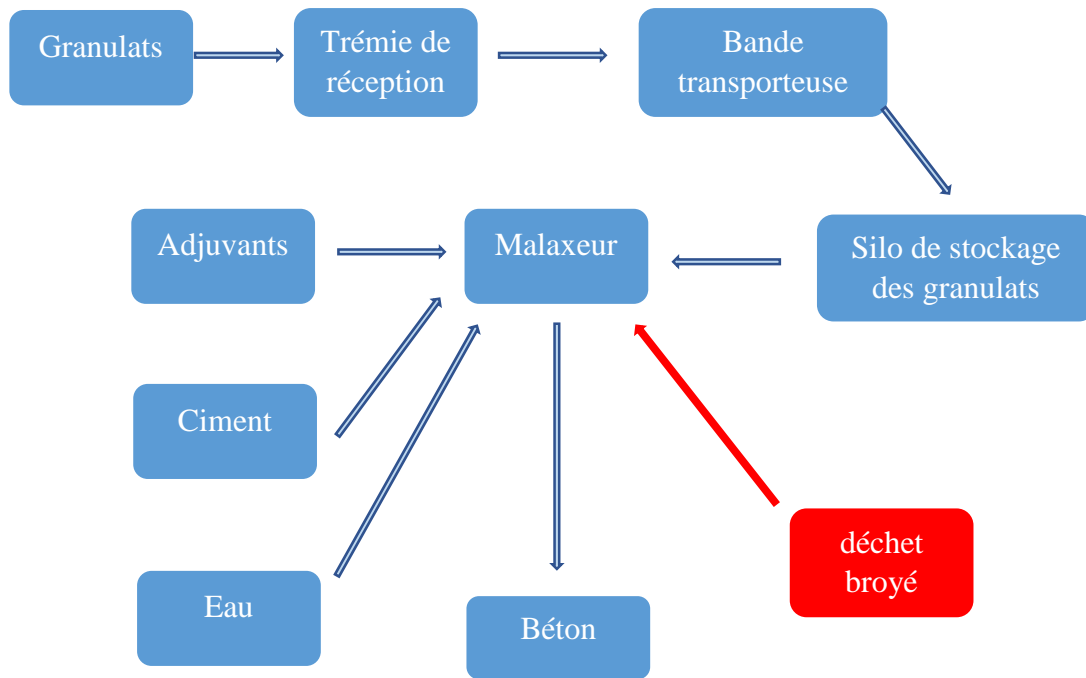 Granulats
Trémie de
réception
Bande
transporteuse
Adjuvants
Malaxeur
Silo de stockage
des granulats
Ciment
déchet
broyé
Eau
Béton